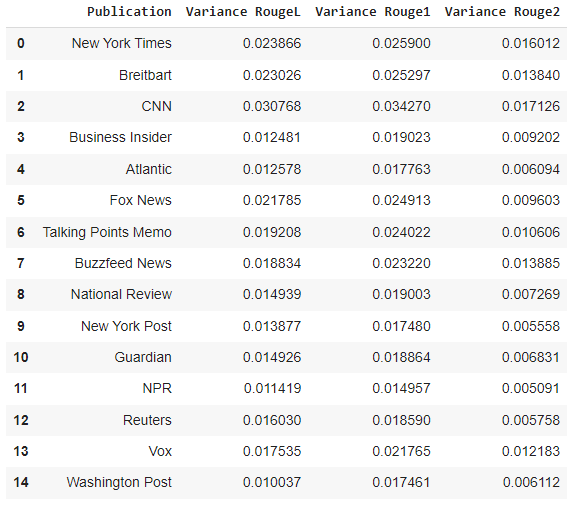 Publication Variance RougeL Variance Rouge1 Variance Rouge2
0 New York Times 0.023866 0.025900 0.016012
1 Breitbart 0.023026 0.025297 0.013840
2 CNN 0.030768 0.034270 0.017126
3 Business Insider 0.012481 0.019023 0.009202
4 Atlantic 0.012578 0.017763 0.006094
5 Fox News 0.021785 0.024913 0.009603
6 Talking Points Memo 0.019208 0.024022 0.010606
7 Buzzfeed News 0.018834 0.023220 0.013885
8 National Review 0.014939 0.019003 0.007269
9 New York Post 0.013877 0.017480 0.005558
10 Guardian 0.014926 0.018864 0.006831
11 NPR 0.011419 0.014957 0.005091
12 Reuters 0.016030 0.018590 0.005758
13 Vox 0.017535 0.021765 0.012183
14 Washington Post 0.010037 0.017461 0.006112